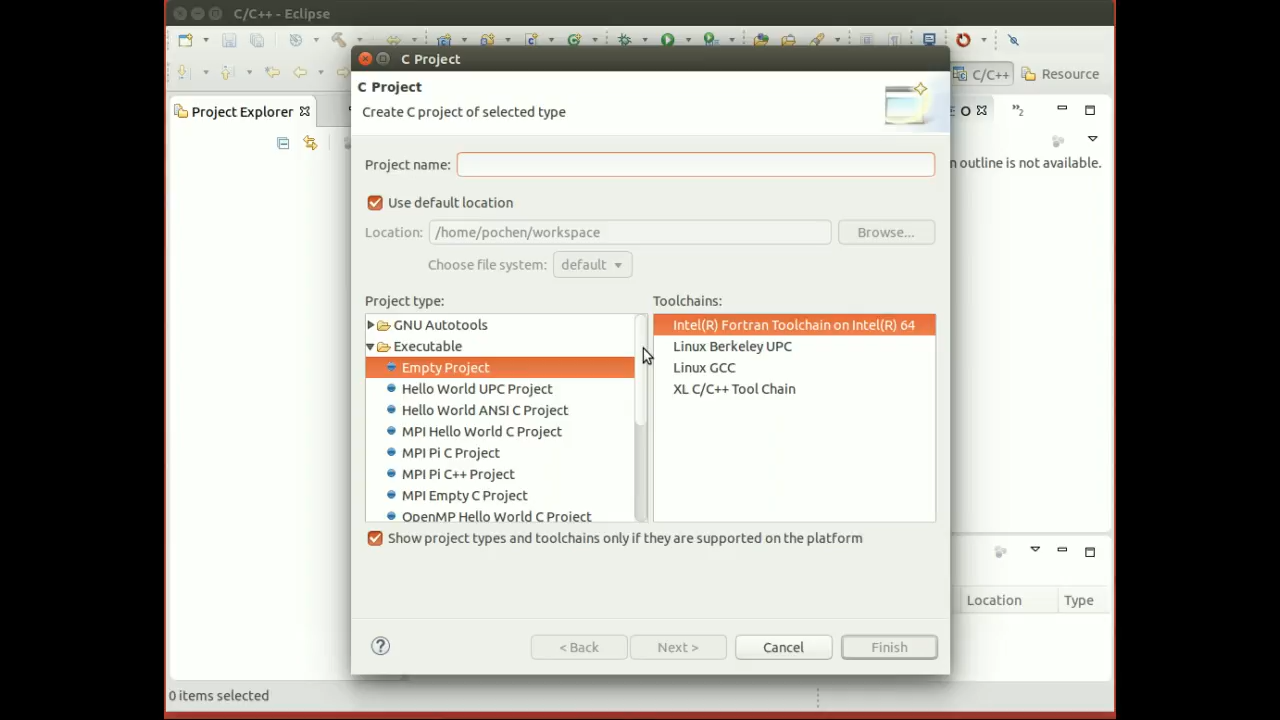 C/C++ - Eclipse
C Project
C/C++
Resource
C Project
Create C project of selected type
Project Explorer
O
2
n outline is not available.
Project name:
Use default location
Location: /home/pochen/workspace Browse...
Choose file system: default
Project type: Toolchains:
GNU Autotools
Executable
Empty Project
Hello World UPC Project
Hello World ANSI C Project
MPI Hello World C Project
MPI Pi C Project
MPI Pi C++ Project
MPI Empty C Project
OpenMP Hello World C Project
Intel(R) Fortran Toolchain on Intel(R) 64
Linux Berkeley UPC
Linux GCC
XL C/C++ Tool Chain
Show project types and toolchains only if they are supported on the platform
Location Type
? < Back Next > Cancel Finish
0 items selected